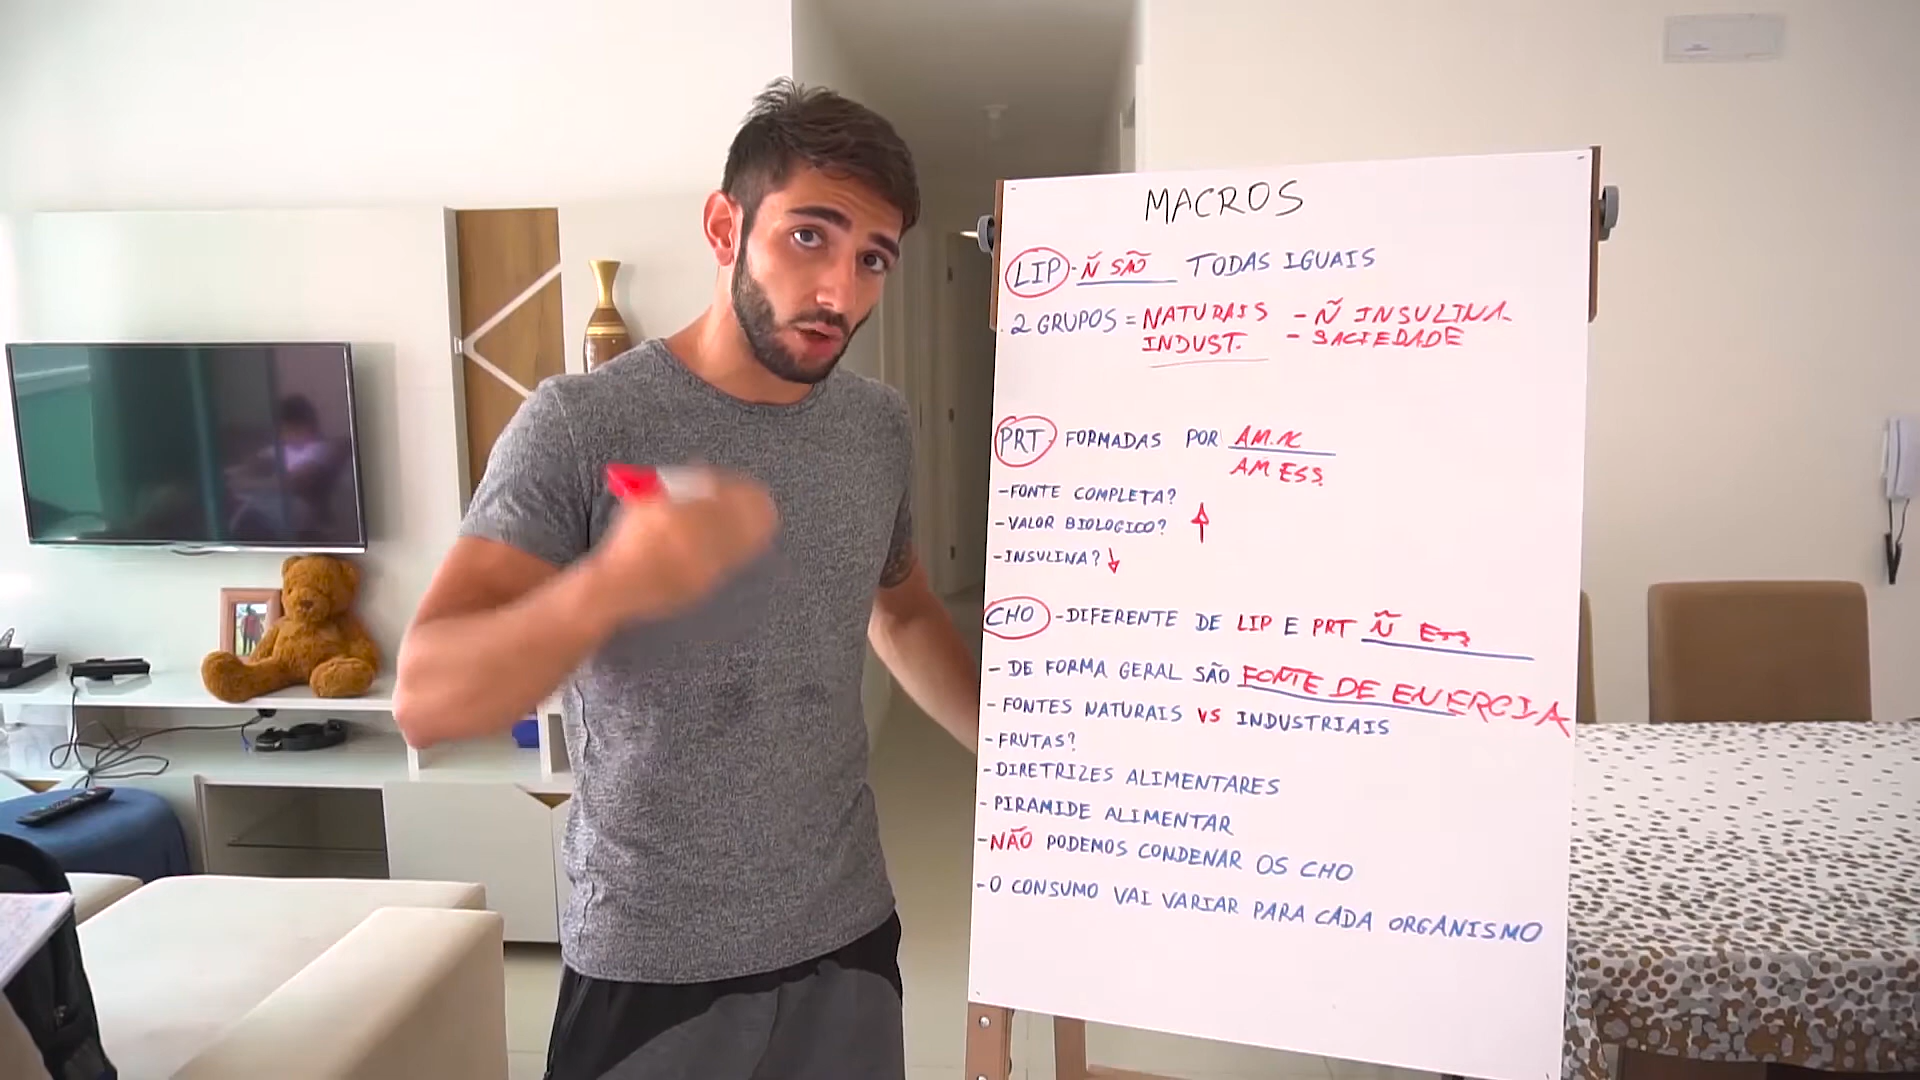 MACROS
LIP - Ñ SÃO TODAS IGUAIS
. 2 GRUPOS = NATURAIS - Ñ INSULINA
INDUST. - SACIEDADE
PRT - FORMADAS POR AM. AC
AM ESS
- FONTE COMPLETA?
- VALOR BIOLOGICO?
- INSULINA?
CHO - DIFERENTE DE LIP E PRT Ñ
- DE FORMA GERAL SÃO FONTE DE ENERGIA
- FONTES NATURAIS VS INDUSTRIAIS
- FRUTAS?
- DIRETRIZES ALIMENTARES
- PIRAMIDE ALIMENTAR
- NÃO PODEMOS CONDENAR OS CHO
- O CONSUMO VAI VARIAR PARA CADA ORGANISMO